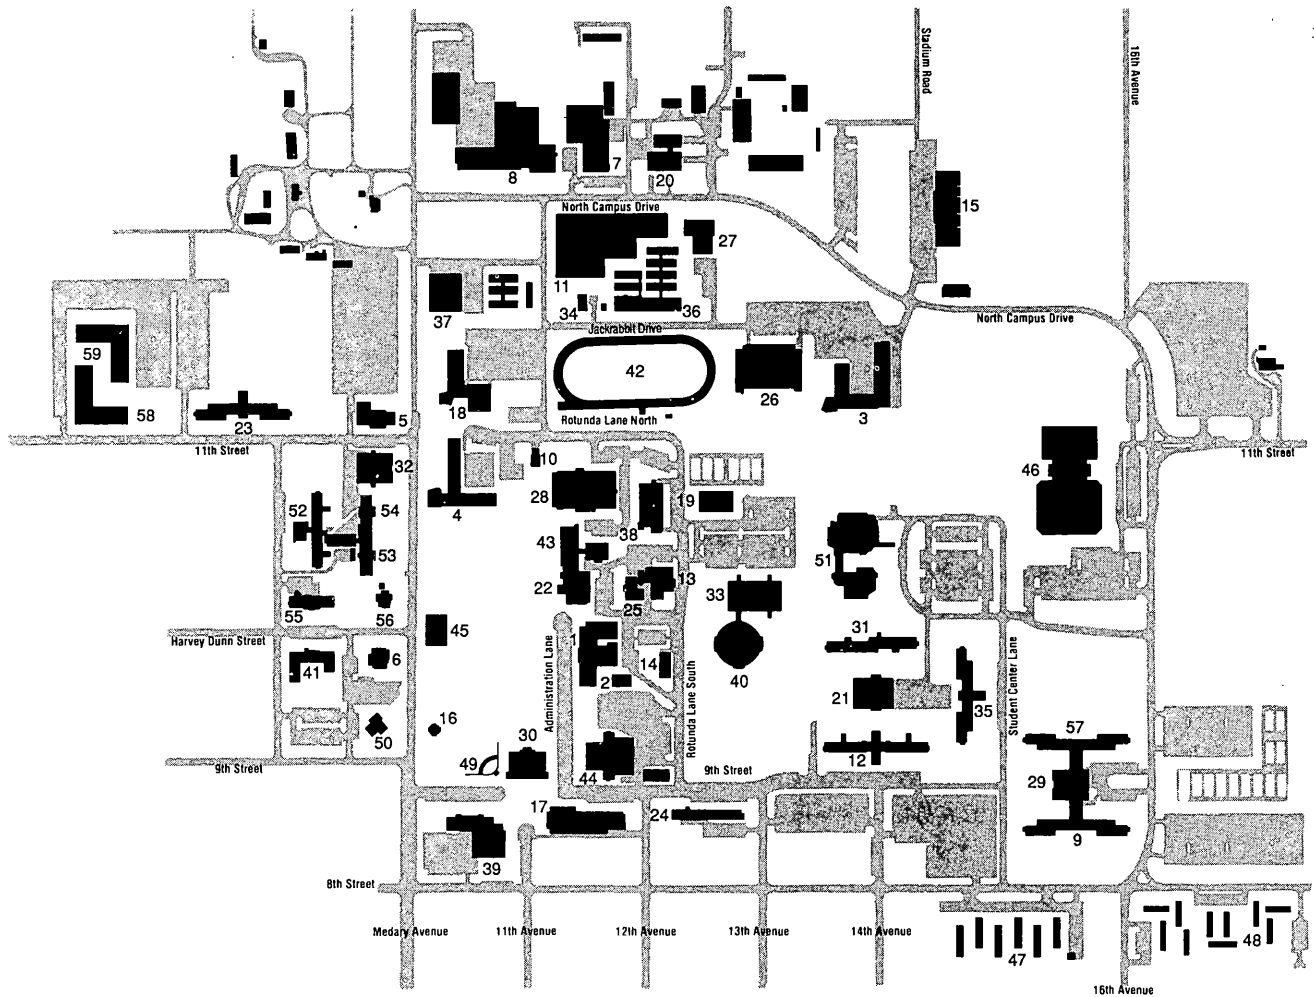 Stadium Road
16th Avenue
7
8
20
15
North Campus Drive
27
11
34
36
37
Jackrabbit Drive
North Campus Drive
59
42
26
58
23
5
18
Rotunda Lane North
3
11th Street
11th Street
32
10
46
28
19
52
54
4
38
43
53
51
13
22
33
25
55
56
Harvey Dunn Street
45
1
31
41
6
14
2
40
Administration Lane
Rotunda Lane South
21
35
Student Center Lane
16
50
30
57
49
12
9th Street
44
9th Street
29
17
24
9
39
8th Street
Medary Avenue
11th Avenue
12th Avenue
13th Avenue
14th Avenue
47
48
16th Avenue